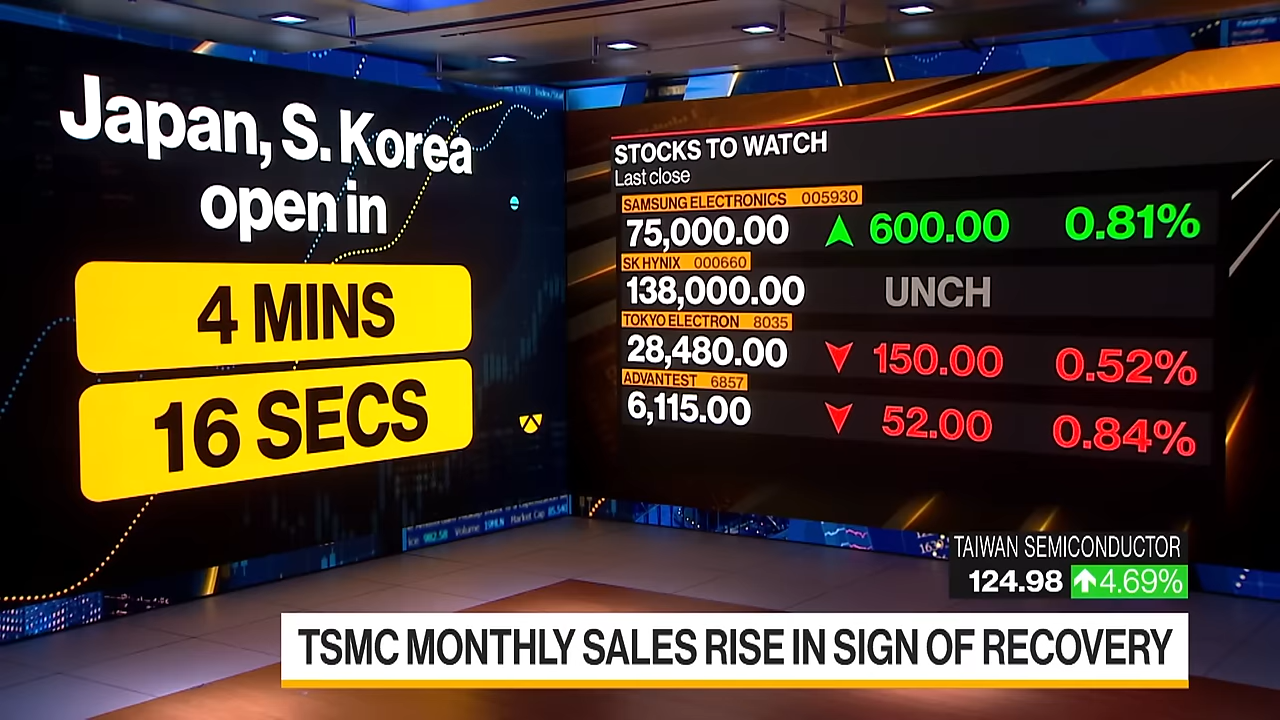 Japan, S. Korea
open in
4 MINS
16 SECS
STOCKS TO WATCH
Last close
SAMSUNG ELECTRONICS 005930
75,000.00 ▲ 600.00 0.81%
SK HYNIX 000660
138,000.00 UNCH
TOKYO ELECTRON 8035
28,480.00 ▼ 150.00 0.52%
ADVANTEST 6857
6,115.00 ▼ 52.00 0.84%
Volume
Market Cap
TAIWAN SEMICONDUCTOR
124.98 ↑4.69%
TSMC MONTHLY SALES RISE IN SIGN OF RECOVERY